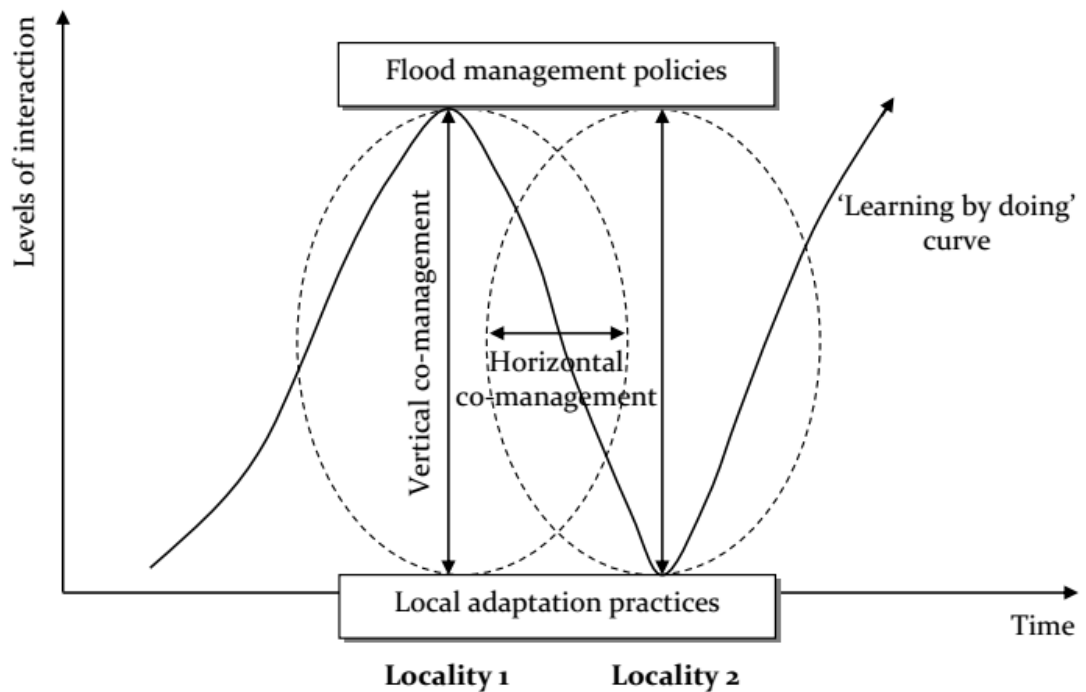 Levels of interaction
Flood management policies
'Learning by doing'
curve
Vertical co-management
Horizontal
co-management
Local adaptation practices
Time
Locality 1
Locality 2